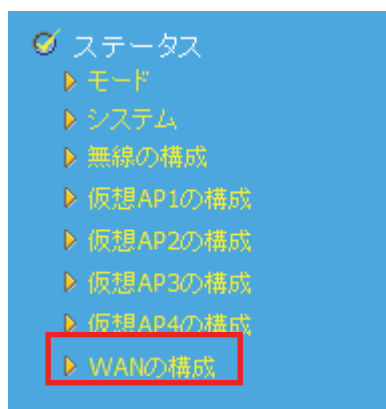 ステータス
モード
システム
無線の構成
仮想AP1の構成
仮想AP2の構成
仮想AP3の構成
仮想AP4の構成
WANの構成